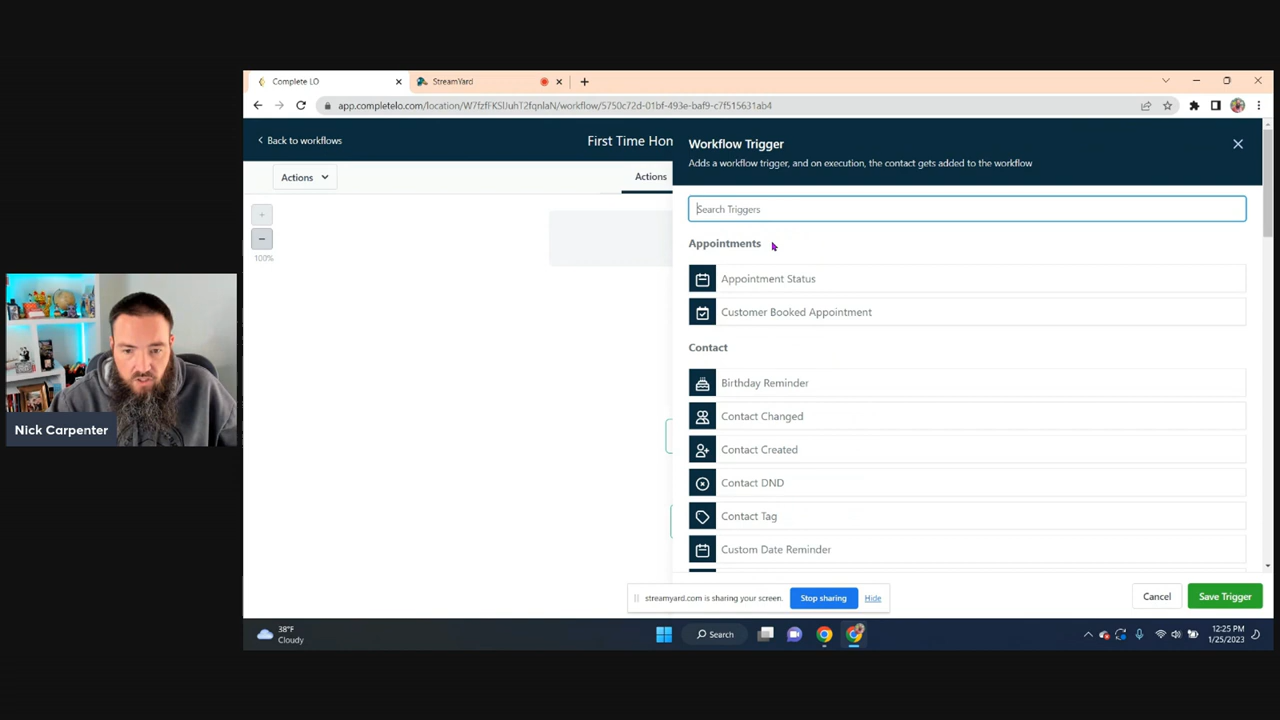 Complete LO
StreamYard
app.completelo.com/location/W7fzfFKSlJuhT2fqnlaN/workflow/5750c72d-01bf-493e-baf9-c7f515631ab4
Back to workflows
First Time Hon
Workflow Trigger
Adds a workflow trigger, and on execution, the contact gets added to the workflow
Actions
Actions
Search Triggers
Appointments
100%
Appointment Status
Customer Booked Appointment
Contact
Birthday Reminder
Contact Changed
Nick Carpenter
Contact Created
Contact DND
Contact Tag
Custom Date Reminder
streamyard.com is sharing your screen.
Stop sharing
Hide
Cancel
Save Trigger
38°F
Cloudy
Search
12:25 PM
1/25/2023